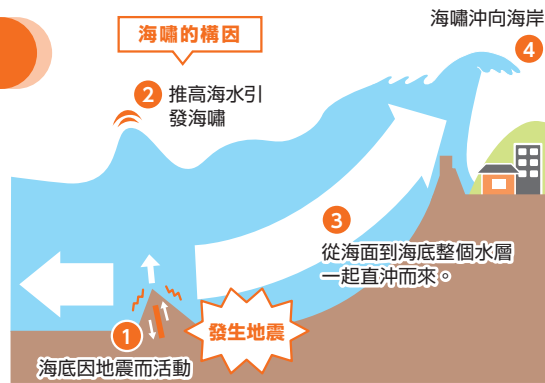 海嘯的構因
海嘯沖向海岸
4
2 推高海水引
發海嘯
3
從海面到海底整個水層
一起直沖而來。
1
發生地震
海底因地震而活動